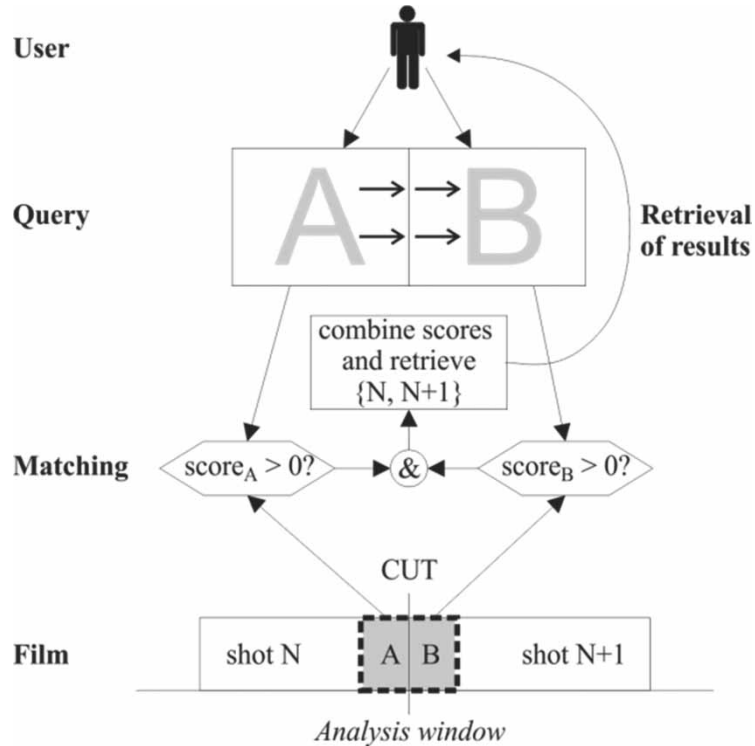 User
Query
A
B
Retrieval
of results
combine scores
and retrieve
{N, N+1}
Matching
score_A > 0?
&
score_B > 0?
CUT
Film
shot N
A
B
shot N+1
Analysis window